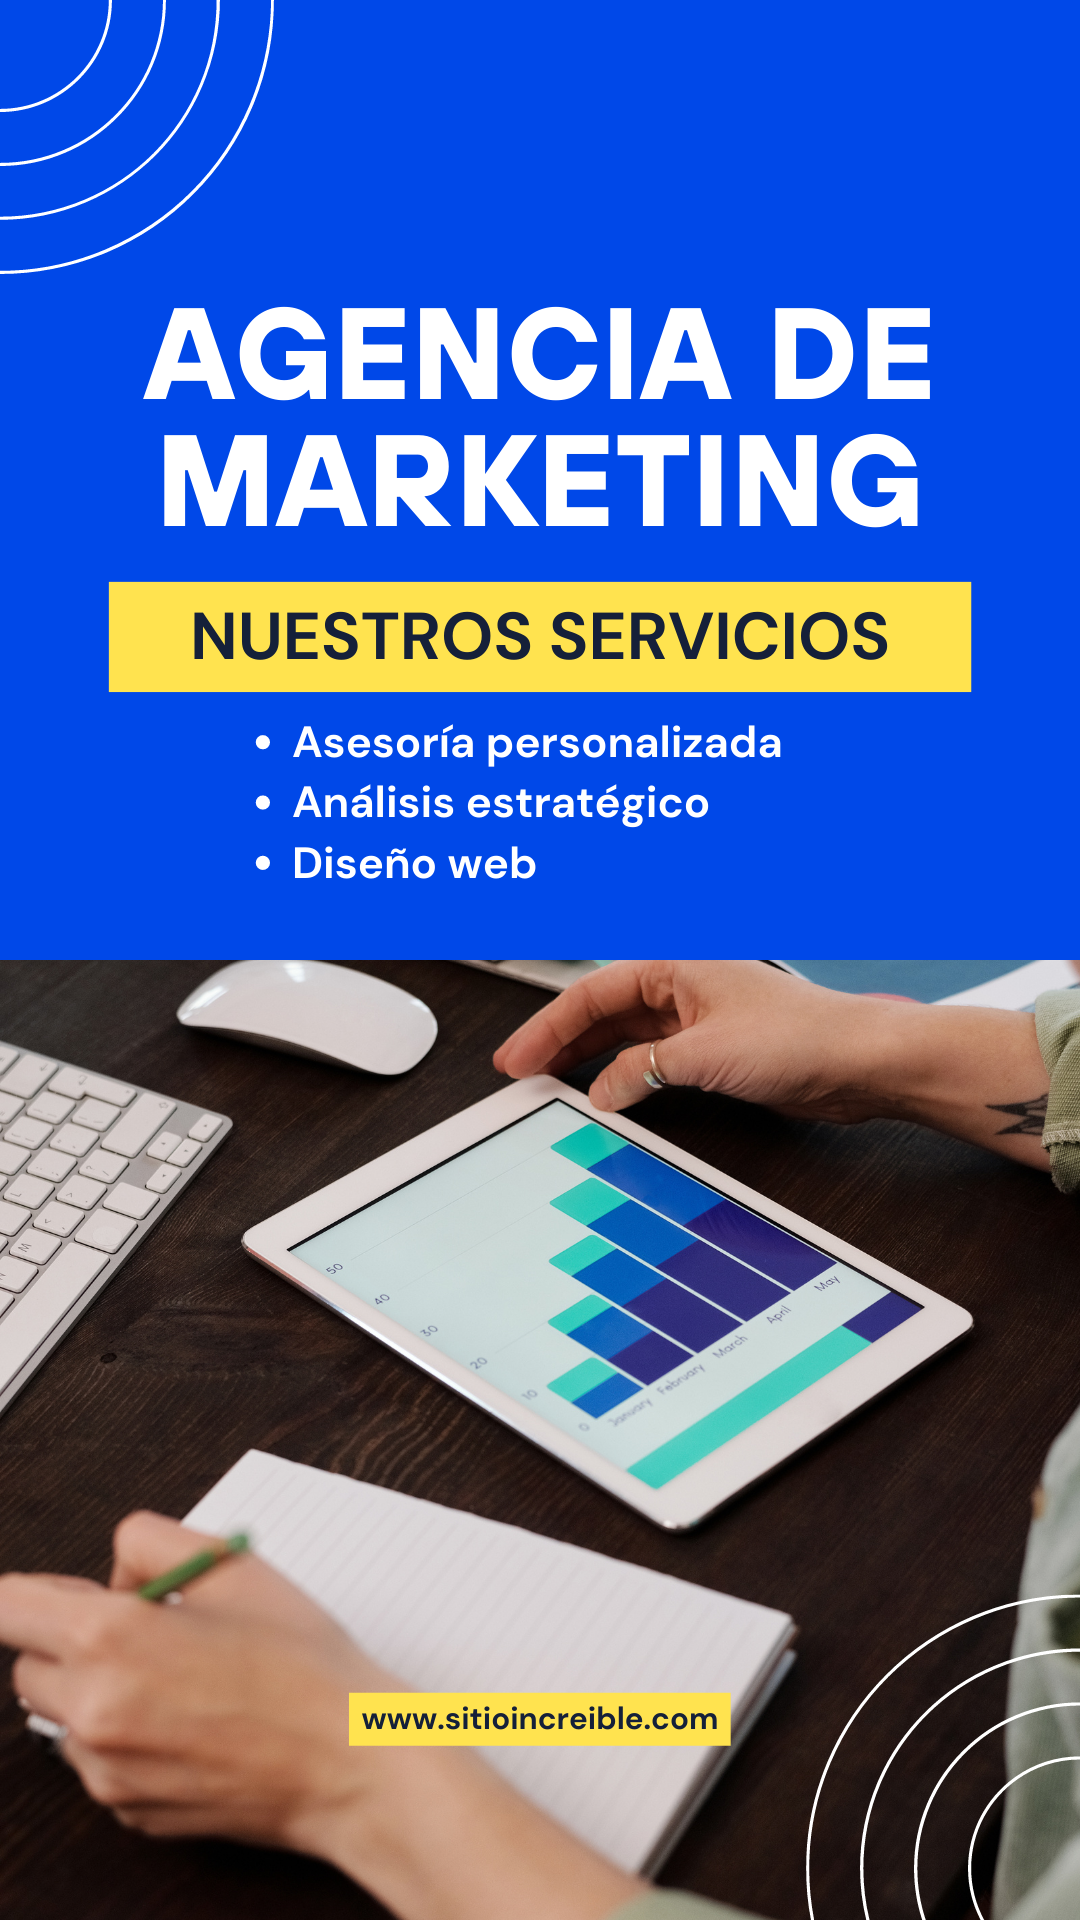 AGENCIA DE
MARKETING
NUESTROS SERVICIOS
• Asesoría personalizada
• Análisis estratégico
• Diseño web
50
40
30
20
10
0
January
February
March
April
May
www.sitioincreible.com